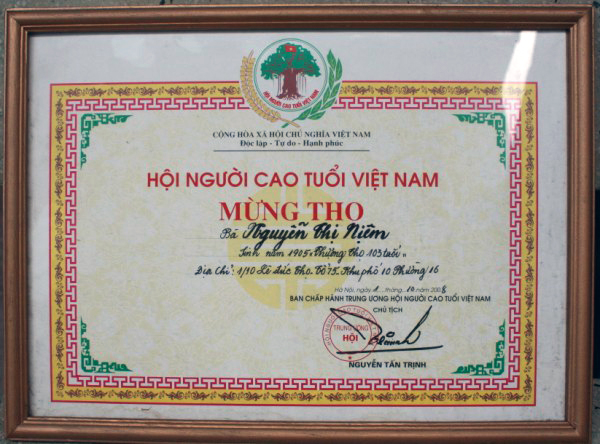 HỘI NGƯỜI CAO TUỔI VIỆT NAM
CỘNG HÒA XÃ HỘI CHỦ NGHĨA VIỆT NAM
Độc lập - Tự do - Hạnh phúc
HỘI NGƯỜI CAO TUỔI VIỆT NAM
MỪNG THỌ
Bà Nguyễn Thị Niệm
Sinh năm 1905 Thượng Thọ 103 tuổi
Địa Chỉ: 1/10 Lê Đức Thọ. Tổ 75. Khu phố 10 Phường 16
Hà Nội, ngày 1 tháng 10 năm 2008
BAN CHẤP HÀNH TRUNG ƯƠNG HỘI NGƯỜI CAO TUỔI VIỆT NAM
CHỦ TỊCH
TRUNG ƯƠNG
HỘI
NGUYỄN TẤN TRỊNH